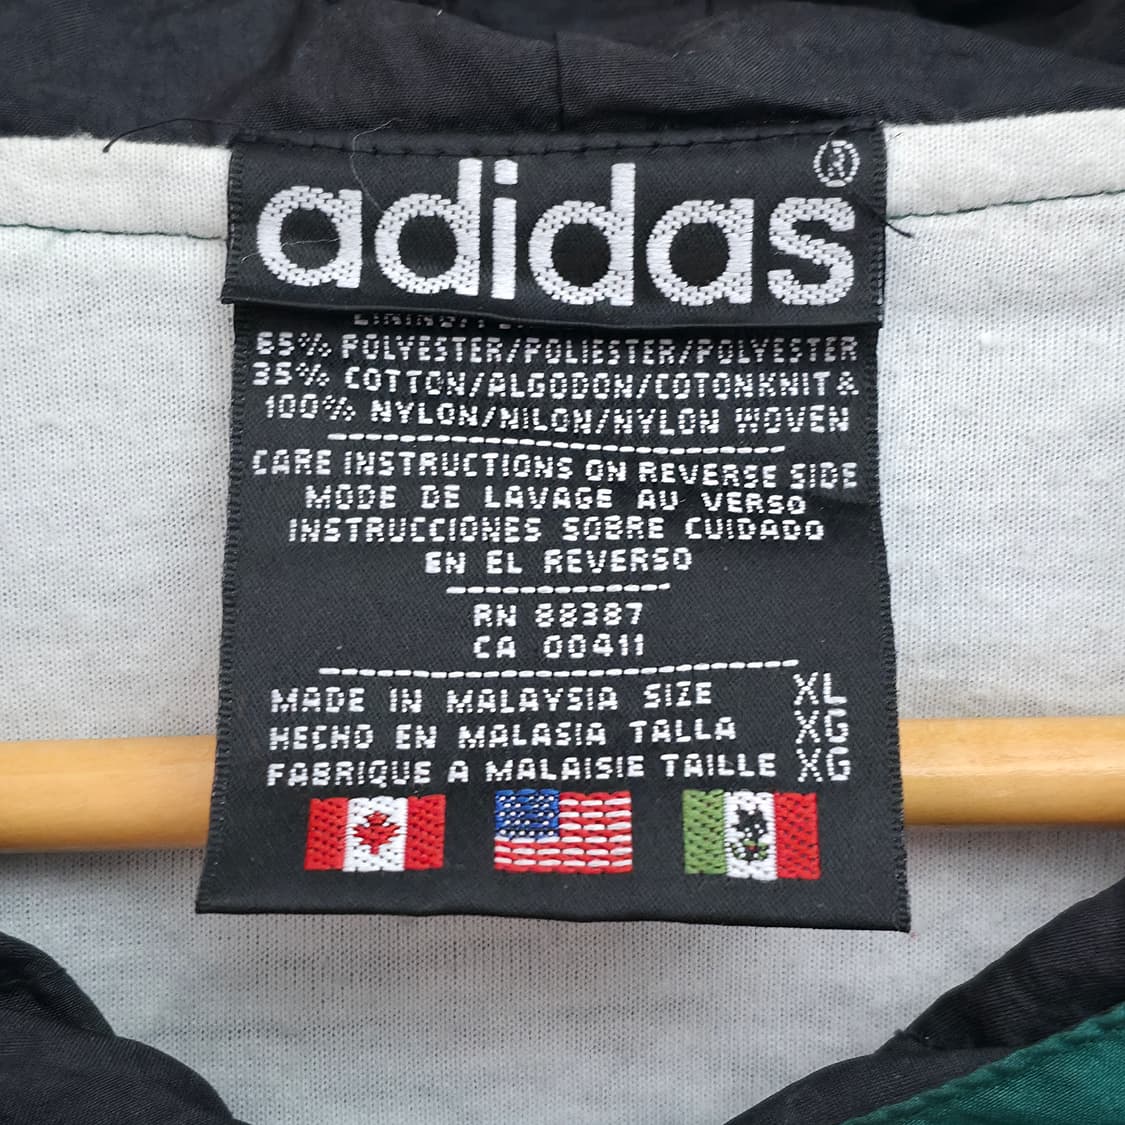 adidas®
65% POLYESTER/POLIESTER/POLYESTER
35% COTTON/ALGODON/COTONKNIT&
100% NYLON/NILON/NYLON WOVEN
CARE INSTRUCTIONS ON REVERSE SIDE
MODE DE LAVAGE AU VERSO
INSTRUCCIONES SOBRE CUIDADO
EN EL REVERSO
RN 88387
CA 00411
MADE IN MALAYSIA SIZE XL
HECHO EN MALASIA TALLA XG
FABRIQUE A MALAISIE TAILLE XG